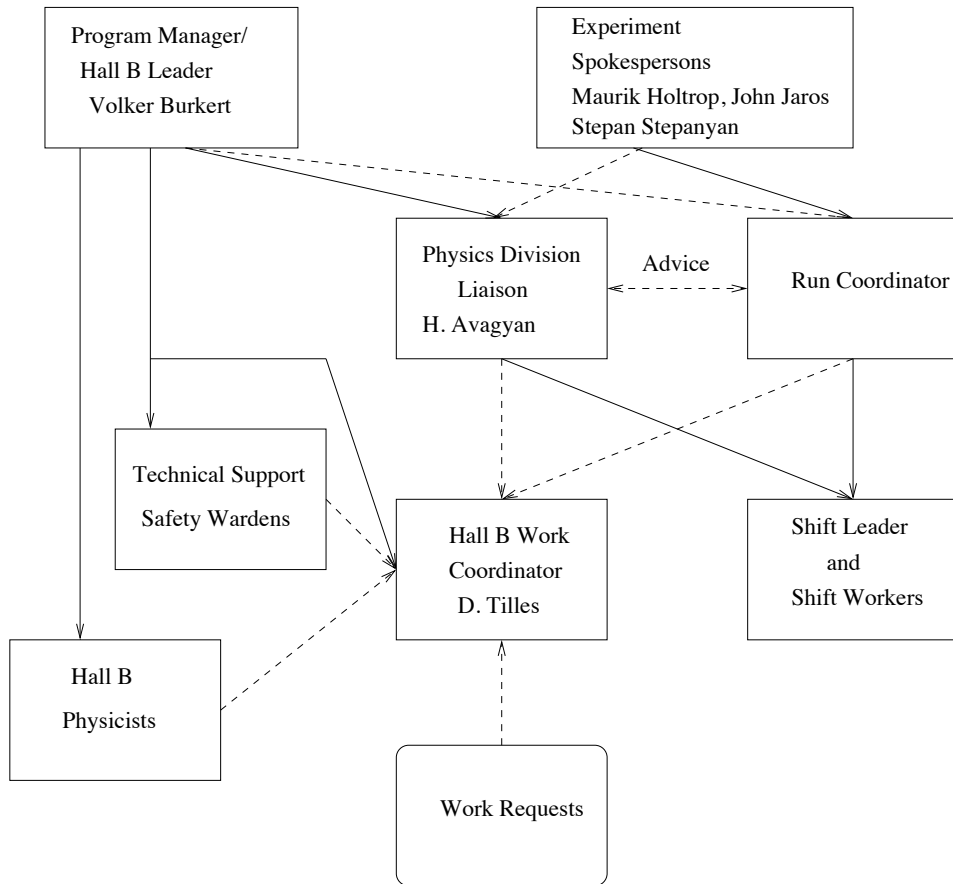 Program Manager/
Hall B Leader
Volker Burkert
Experiment
Spokespersons
Maurik Holtrop, John Jaros
Stepan Stepanyan
Physics Division
Liaison
H. Avagyan
Advice
Run Coordinator
Technical Support
Safety Wardens
Hall B Work
Coordinator
D. Tilles
Shift Leader
and
Shift Workers
Hall B
Physicists
Work Requests